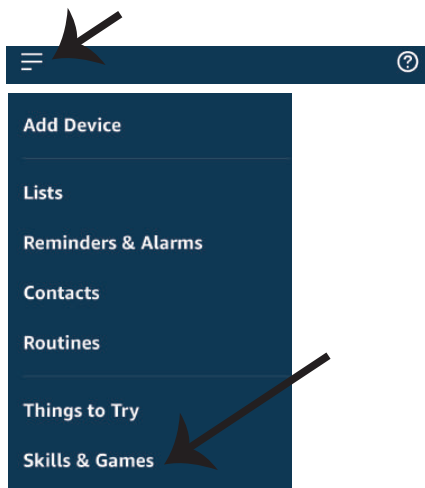 ?
Add Device
Lists
Reminders & Alarms
Contacts
Routines
Things to Try
Skills & Games